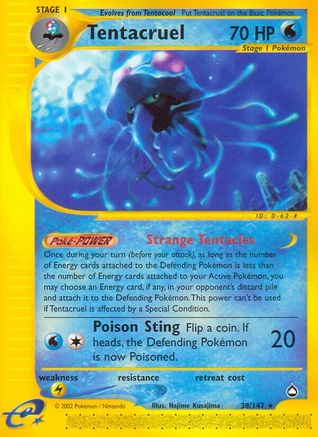 STAGE 1
Evolves from Tentacool Put Tentacruel on the Basic Pokémon
Tentacruel 70 HP
Stage 1 Pokémon
ID: D-62-#
Poké-POWER Strange Tentacles
Once during your turn (before your attack), as long as the number
of Energy cards attached to the Defending Pokémon is less than
the number of Energy cards attached to your Active Pokémon, you
may choose an Energy card, if any, in your opponent's discard pile
and attach it to the Defending Pokémon. This power can't be used
if Tentacruel is affected by a Special Condition.
Poison Sting Flip a coin. If
heads, the Defending Pokémon
is now Poisoned.
20
weakness resistance retreat cost
©2002 Pokémon / Nintendo Illus. Hajime Kusajima 38/147 ★
e